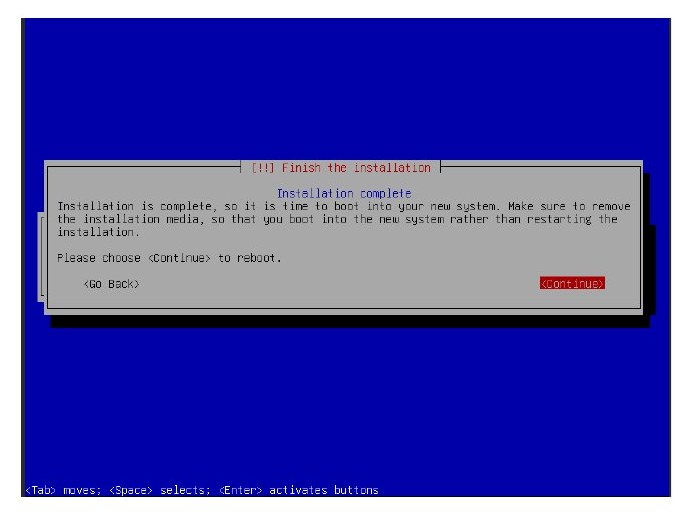 [!!] Finish the installation
Installation complete
Installation is complete, so it is time to boot into your new system. Make sure to remove
the installation media, so that you boot into the new system rather than restarting the
installation.
Please choose <Continue> to reboot.
<Go Back>
<Continue>
<Tab> moves; <Space> selects; <Enter> activates buttons